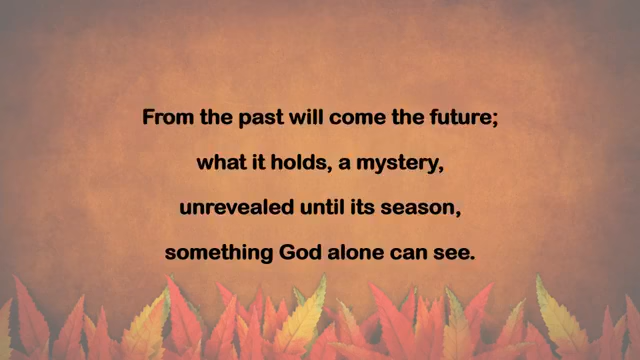 From the past will come the future;
what it holds, a mystery,
unrevealed until its season,
something God alone can see.